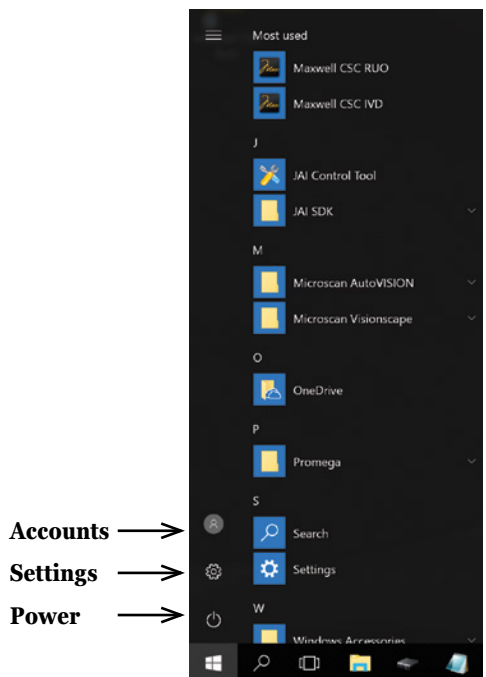 Most used
Maxwell CSC RUO
Maxwell CSC IVD
J
JAI Control Tool
JAI SDK
M
Microscan AutoVISION
Microscan Visionscape
O
OneDrive
P
Promega
S
Accounts
Search
Settings
Settings
Power
W
Windows Accessories